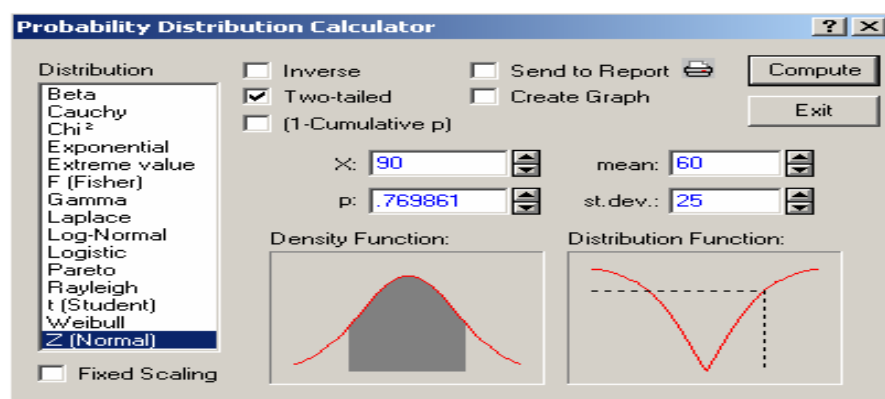 Probability Distribution Calculator
? X
Distribution
Beta
Cauchy
Chi ²
Exponential
Extreme value
F (Fisher)
Gamma
Laplace
Log-Normal
Logistic
Pareto
Rayleigh
t (Student)
Weibull
Z (Normal)
Fixed Scaling
Inverse
Two-tailed
(1-Cumulative p)
Send to Report
Create Graph
Compute
Exit
X: 90
mean: 60
p: .769861
st.dev.: 25
Density Function:
Distribution Function: